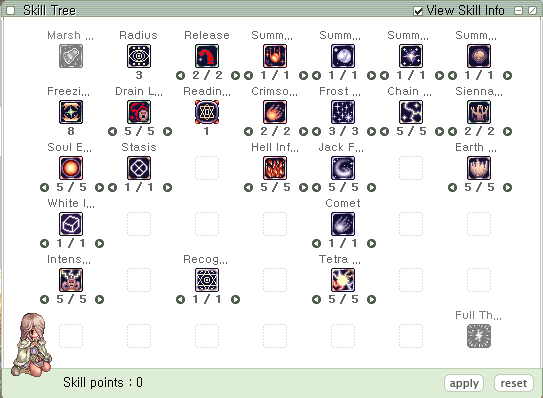 Skill Tree
View Skill Info
Marsh ... Radius Release Summ... Summ... Summ... Summ...
3 2 / 2 1 / 1 1 / 1 1 / 1 1 / 1
Freezi... Drain L... Readin... Crimso... Frost ... Chain ... Sienna...
8 5 / 5 1 2 / 2 3 / 3 5 / 5 2 / 2
Soul E... Stasis Hell Inf... Jack F... Earth ...
5 / 5 1 / 1 5 / 5 5 / 5 5 / 5
White I... Comet
1 / 1 1 / 1
Intens... Recog... Tetra ...
5 / 5 1 / 1 5 / 5
Full Th...
Skill points : 0
apply reset